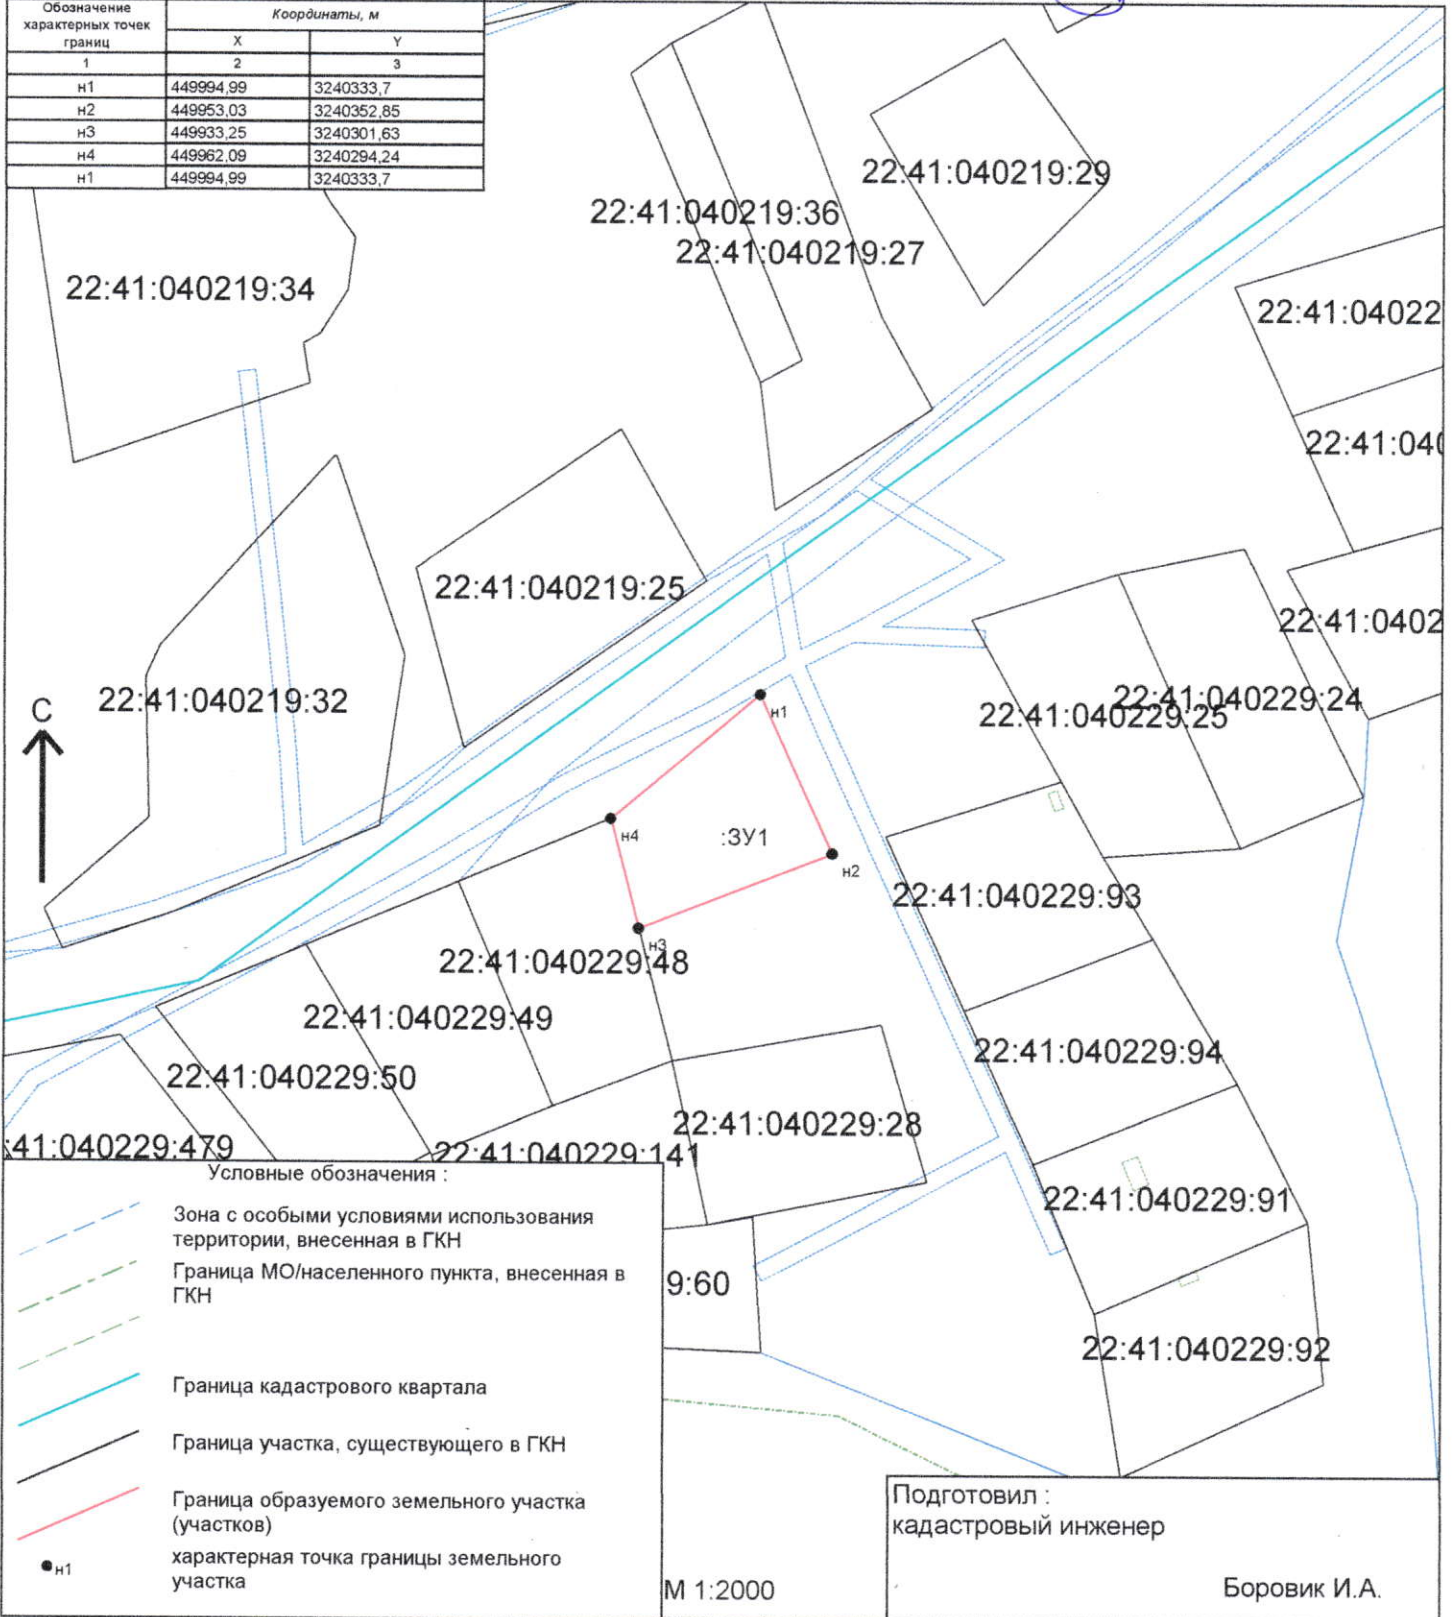 Обозначение характерных точек границ Координаты, м
X Y
1 2 3
н1 449994,99 3240333,7
н2 449953,03 3240352,85
н3 449933,25 3240301,63
н4 449962,09 3240294,24
н1 449994,99 3240333,7
22:41:040219:29
22:41:040219:36
22:41:040219:27
22:41:040219:34
22:41:04022
22:41:040
22:41:040219:25
22:41:0402
22:41:040219:32
22:41:040229:24
22:41:040229:25
С
н1
:ЗУ1
н4
н2
22:41:040229:93
н3
22:41:040229:48
22:41:040229:49
22:41:040229:94
22:41:040229:50
22:41:040229:28
:41:040229:479
22:41:040229:141
22:41:040229:91
9:60
22:41:040229:92
Условные обозначения :
Зона с особыми условиями использования
территории, внесенная в ГКН
Граница МО/населенного пункта, внесенная в
ГКН
Граница кадастрового квартала
Граница участка, существующего в ГКН
Граница образуемого земельного участка
(участков)
н1
характерная точка границы земельного
участка
М 1:2000
Подготовил :
кадастровый инженер
Боровик И.А.